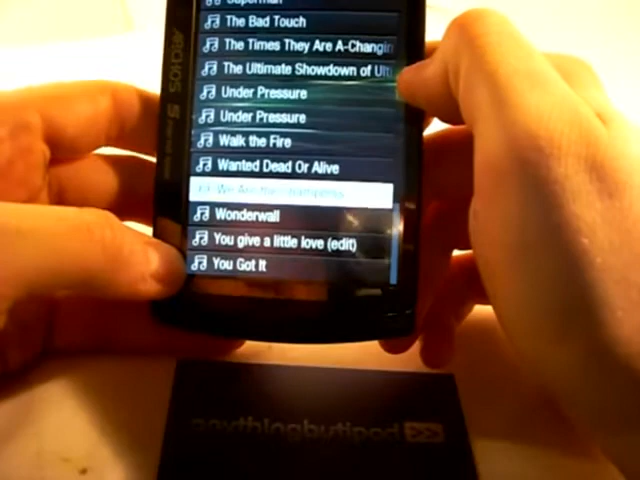 Superman
The Bad Touch
The Times They Are A-Changin
The Ultimate Showdown of Ult
Under Pressure
Under Pressure
Walk the Fire
Wanted Dead Or Alive
We Are the Champions
Wonderwall
You give a little love (edit)
You Got It
ARCHOS 5
anythingbutipod